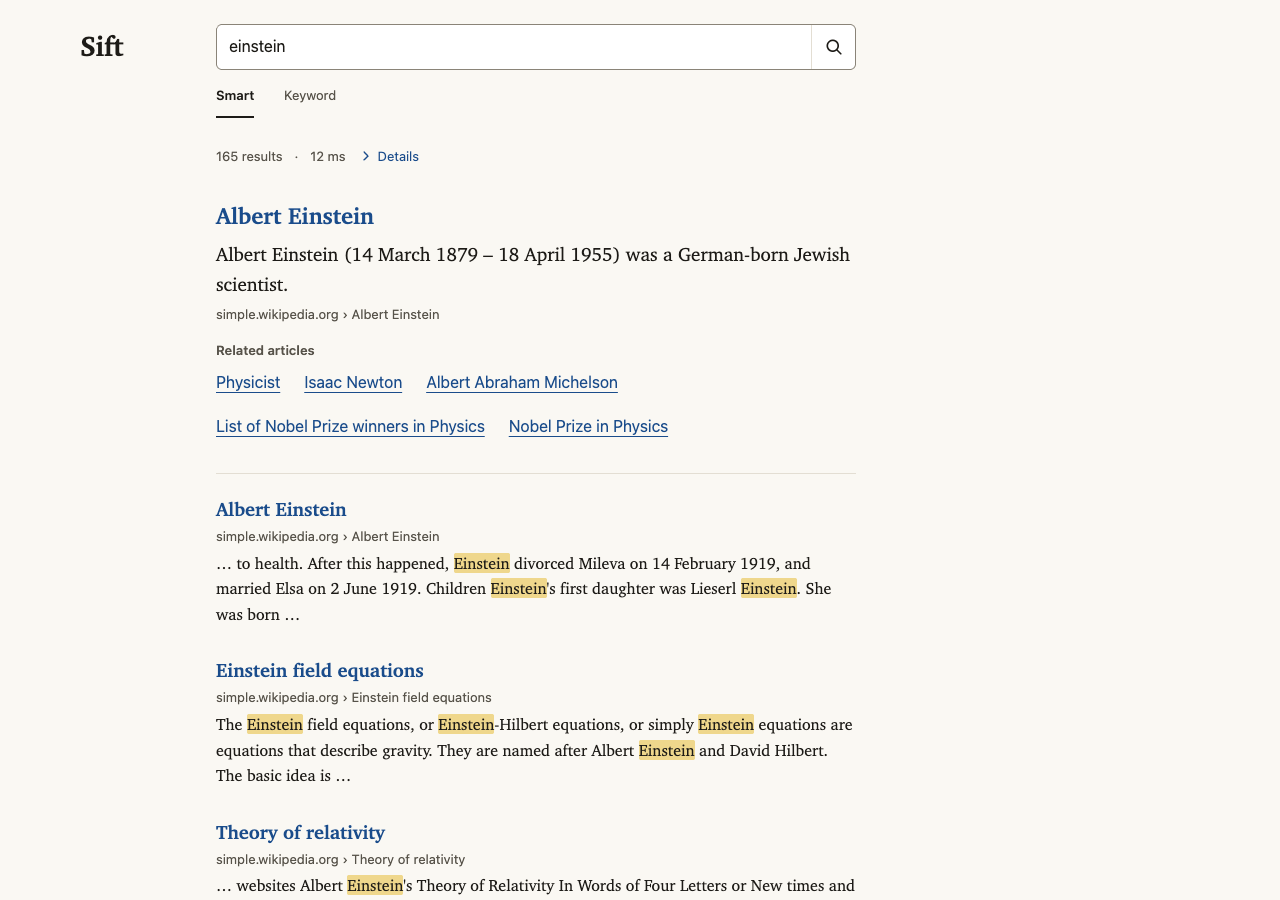 Sift
einstein
Smart Keyword
165 results · 12 ms Details
Albert Einstein
Albert Einstein (14 March 1879 – 18 April 1955) was a German-born Jewish
scientist.
simple.wikipedia.org › Albert Einstein
Related articles
Physicist Isaac Newton Albert Abraham Michelson
List of Nobel Prize winners in Physics Nobel Prize in Physics
Albert Einstein
simple.wikipedia.org › Albert Einstein
… to health. After this happened, Einstein divorced Mileva on 14 February 1919, and
married Elsa on 2 June 1919. Children Einstein's first daughter was Lieserl Einstein. She
was born …
Einstein field equations
simple.wikipedia.org › Einstein field equations
The Einstein field equations, or Einstein-Hilbert equations, or simply Einstein equations are
equations that describe gravity. They are named after Albert Einstein and David Hilbert.
The basic idea is …
Theory of relativity
simple.wikipedia.org › Theory of relativity
… websites Albert Einstein's Theory of Relativity In Words of Four Letters or New times and